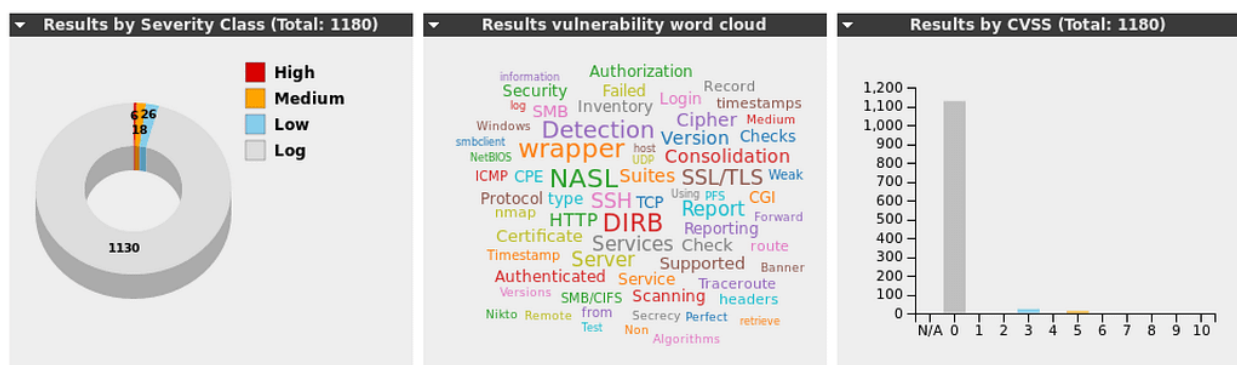 Results by Severity Class (Total: 1180)
High
Medium
Low
Log
6 26
18
1130
Results vulnerability word cloud
information
Authorization
Security
Failed
Record
log
SMB
Inventory
Login
timestamps
Windows
Detection
Cipher
Medium
smbclient
wrapper
host
Version
Checks
NetBIOS
UDP
Consolidation
ICMP
CPE
NASL
Suites
SSL/TLS
Weak
Protocol
type
SSH
TCP
Using
PFS
CGI
nmap
HTTP
DIRB
Report
Forward
Certificate
Services
Reporting
Check
route
Timestamp
Server
Supported
Banner
Authenticated
Service
Traceroute
Versions
SMB/CIFS
Scanning
headers
Nikto
Remote
from
Secrecy
Perfect
retrieve
Test
Non
Algorithms
Results by CVSS (Total: 1180)
1,200
1,100
1,000
900
800
700
600
500
400
300
200
100
0
N/A 0 1 2 3 4 5 6 7 8 9 10